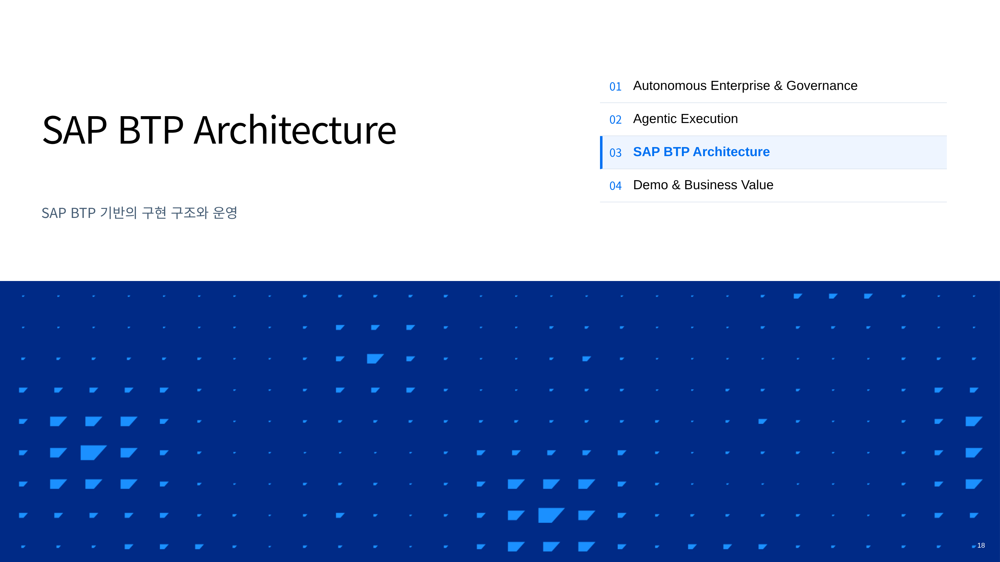 SAP BTP Architecture
SAP BTP 기반의 구현 구조와 운영
01 Autonomous Enterprise & Governance
02 Agentic Execution
03 SAP BTP Architecture
04 Demo & Business Value
18